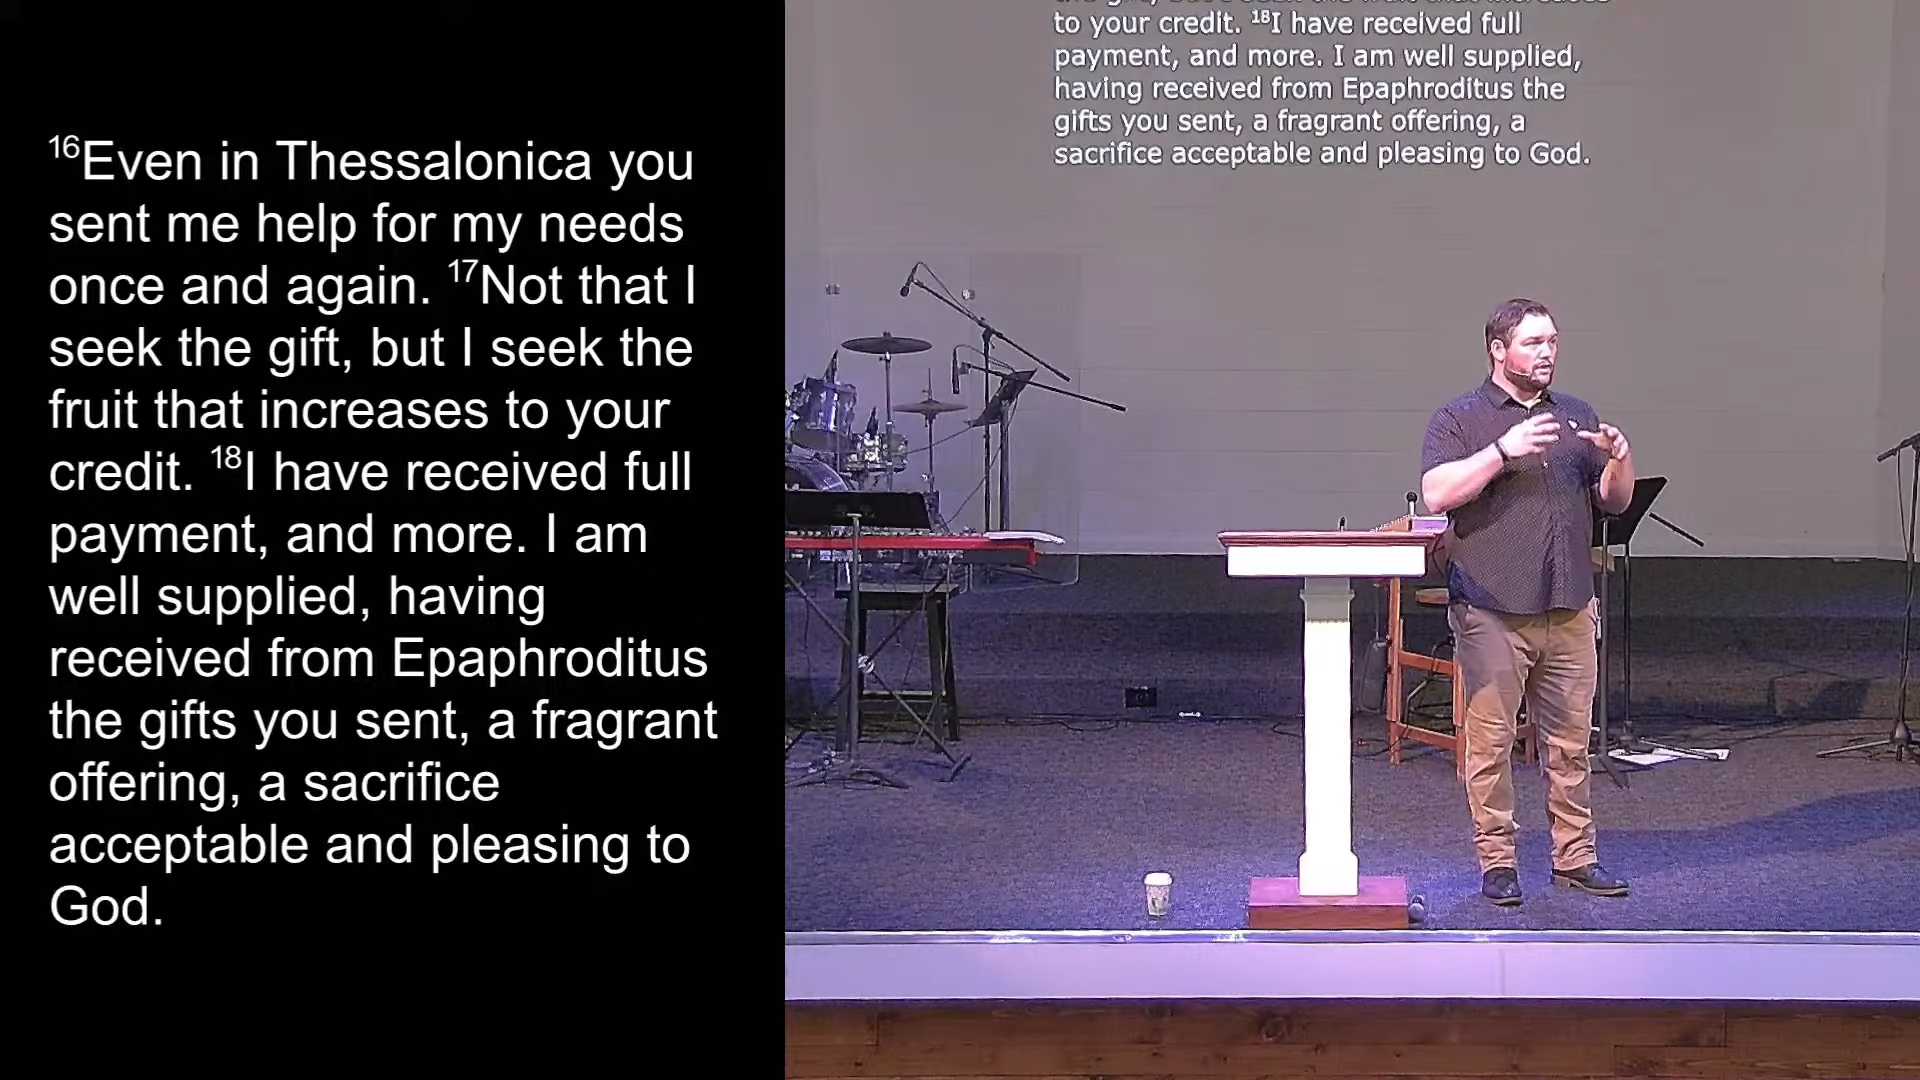 ¹⁶Even in Thessalonica you
sent me help for my needs
once and again. ¹⁷Not that I
seek the gift, but I seek the
fruit that increases to your
credit. ¹⁸I have received full
payment, and more. I am
well supplied, having
received from Epaphroditus
the gifts you sent, a fragrant
offering, a sacrifice
acceptable and pleasing to
God.
to your credit. ¹⁸I have received full
payment, and more. I am well supplied,
having received from Epaphroditus the
gifts you sent, a fragrant offering, a
sacrifice acceptable and pleasing to God.